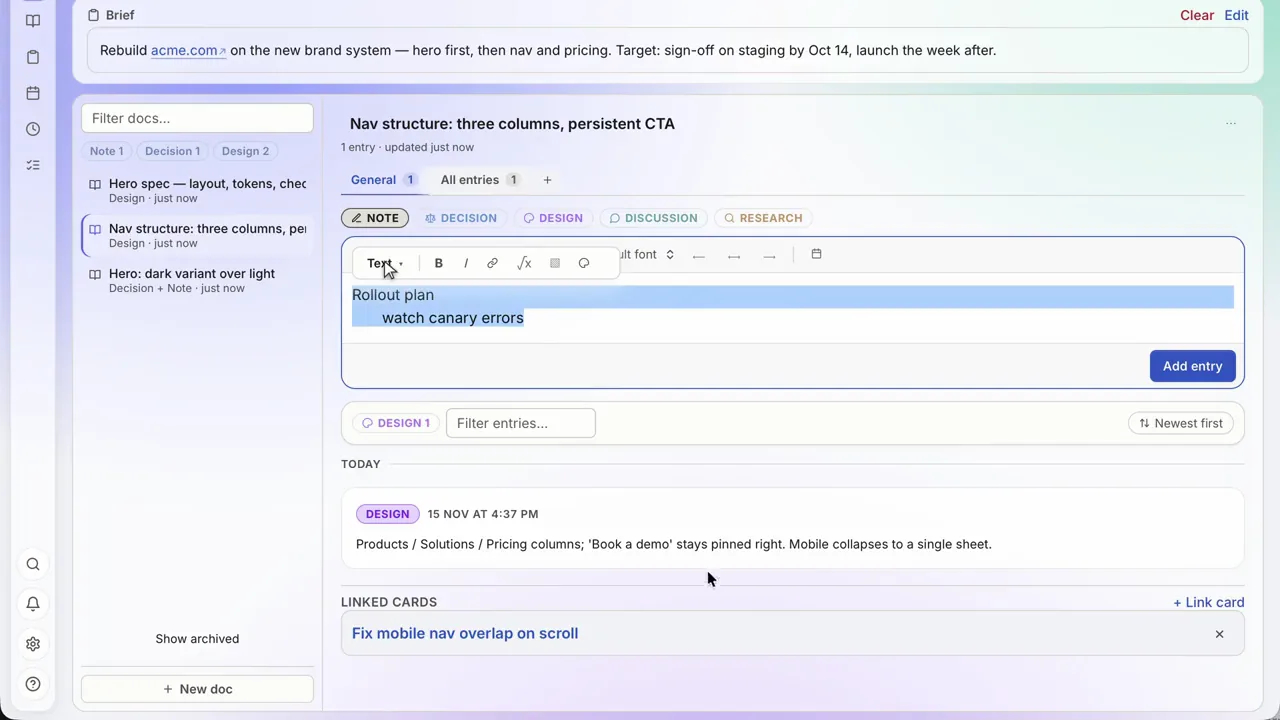 Brief
Clear Edit
Rebuild acme.com↗ on the new brand system — hero first, then nav and pricing. Target: sign-off on staging by Oct 14, launch the week after.
Filter docs...
Note 1 Decision 1 Design 2
Hero spec — layout, tokens, chec
Design · just now
Nav structure: three columns, per
Design · just now
Hero: dark variant over light
Decision + Note · just now
Show archived
+ New doc
Nav structure: three columns, persistent CTA
...
1 entry · updated just now
General 1 All entries 1 +
NOTE DECISION DESIGN DISCUSSION RESEARCH
Text B I √x ult font
Rollout plan
watch canary errors
Add entry
DESIGN 1 Filter entries... Newest first
TODAY
DESIGN 15 NOV AT 4:37 PM
Products / Solutions / Pricing columns; 'Book a demo' stays pinned right. Mobile collapses to a single sheet.
LINKED CARDS + Link card
Fix mobile nav overlap on scroll ×